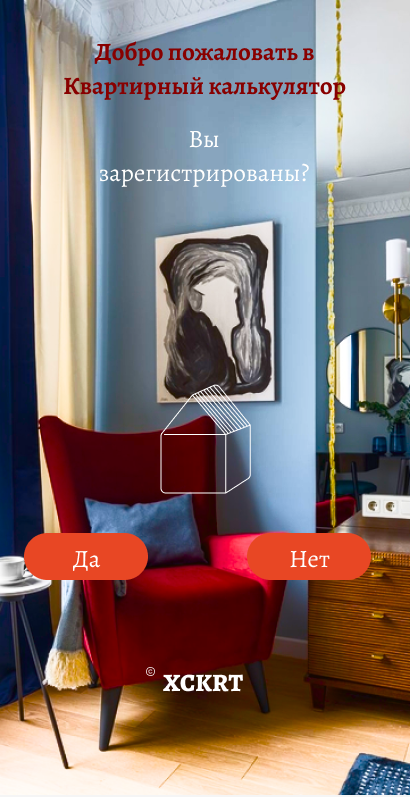 Добро пожаловать в
Квартирный калькулятор
Вы
зарегистрированы?
Да
Нет
© XCKRT